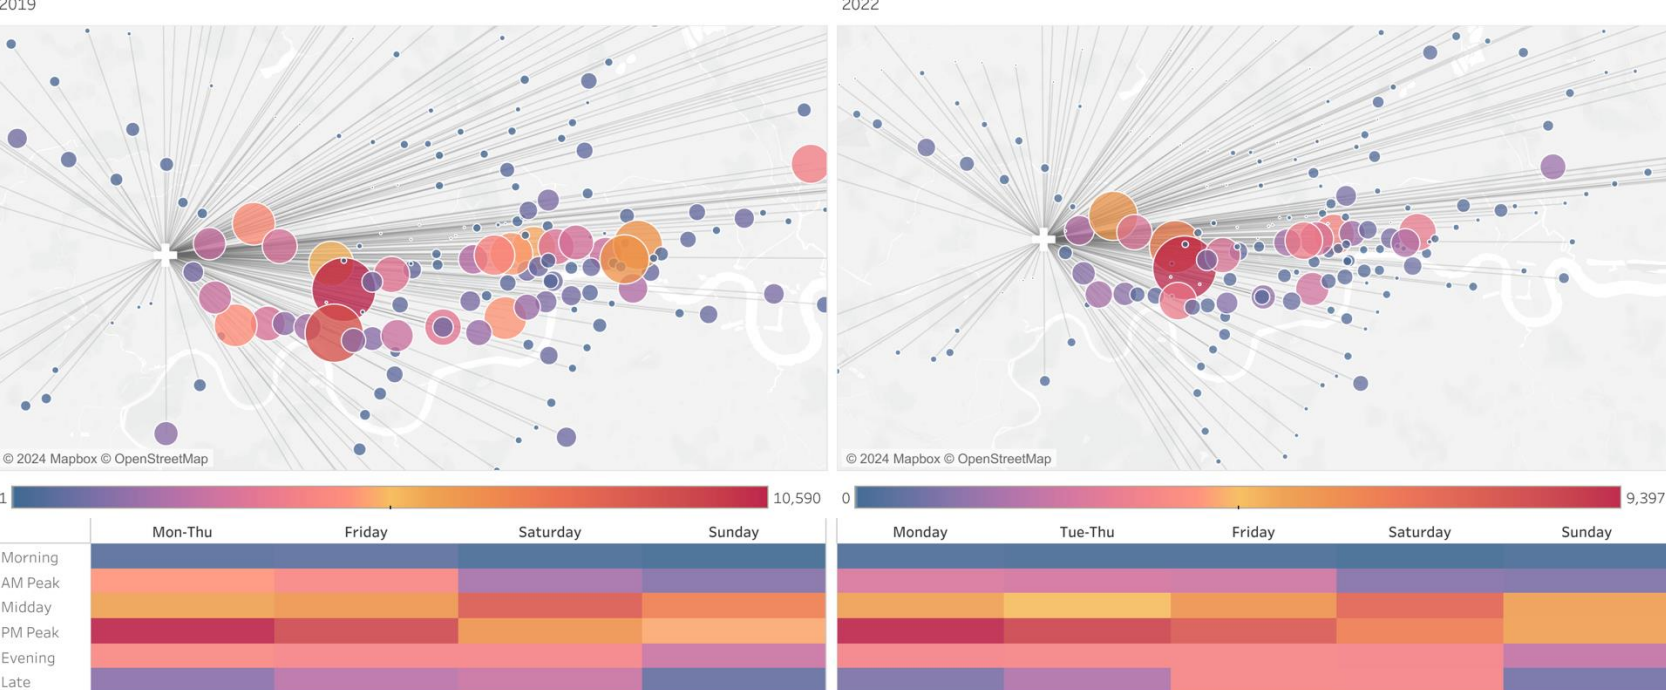 2019
2022
© 2024 Mapbox © OpenStreetMap
© 2024 Mapbox © OpenStreetMap
1 10,590
0 9,397
Mon-Thu Friday Saturday Sunday
Monday Tue-Thu Friday Saturday Sunday
Morning
AM Peak
Midday
PM Peak
Evening
Late